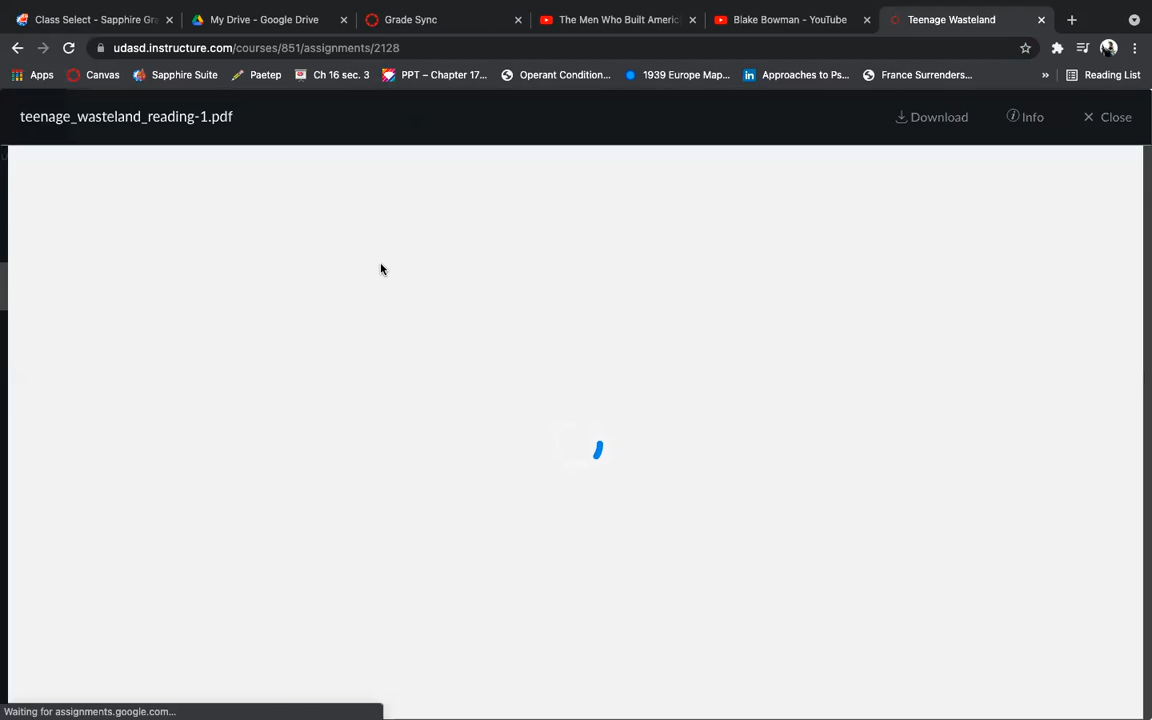 Class Select - Sapphire Gra
My Drive - Google Drive
Grade Sync
The Men Who Built Americ
Blake Bowman - YouTube
Teenage Wasteland
udasd.instructure.com/courses/851/assignments/2128
Apps
Canvas
Sapphire Suite
Paetep
Ch 16 sec. 3
PPT – Chapter 17...
Operant Condition...
1939 Europe Map...
Approaches to Ps...
France Surrenders...
»
Reading List
teenage_wasteland_reading-1.pdf
Download
Info
Close
Waiting for assignments.google.com...